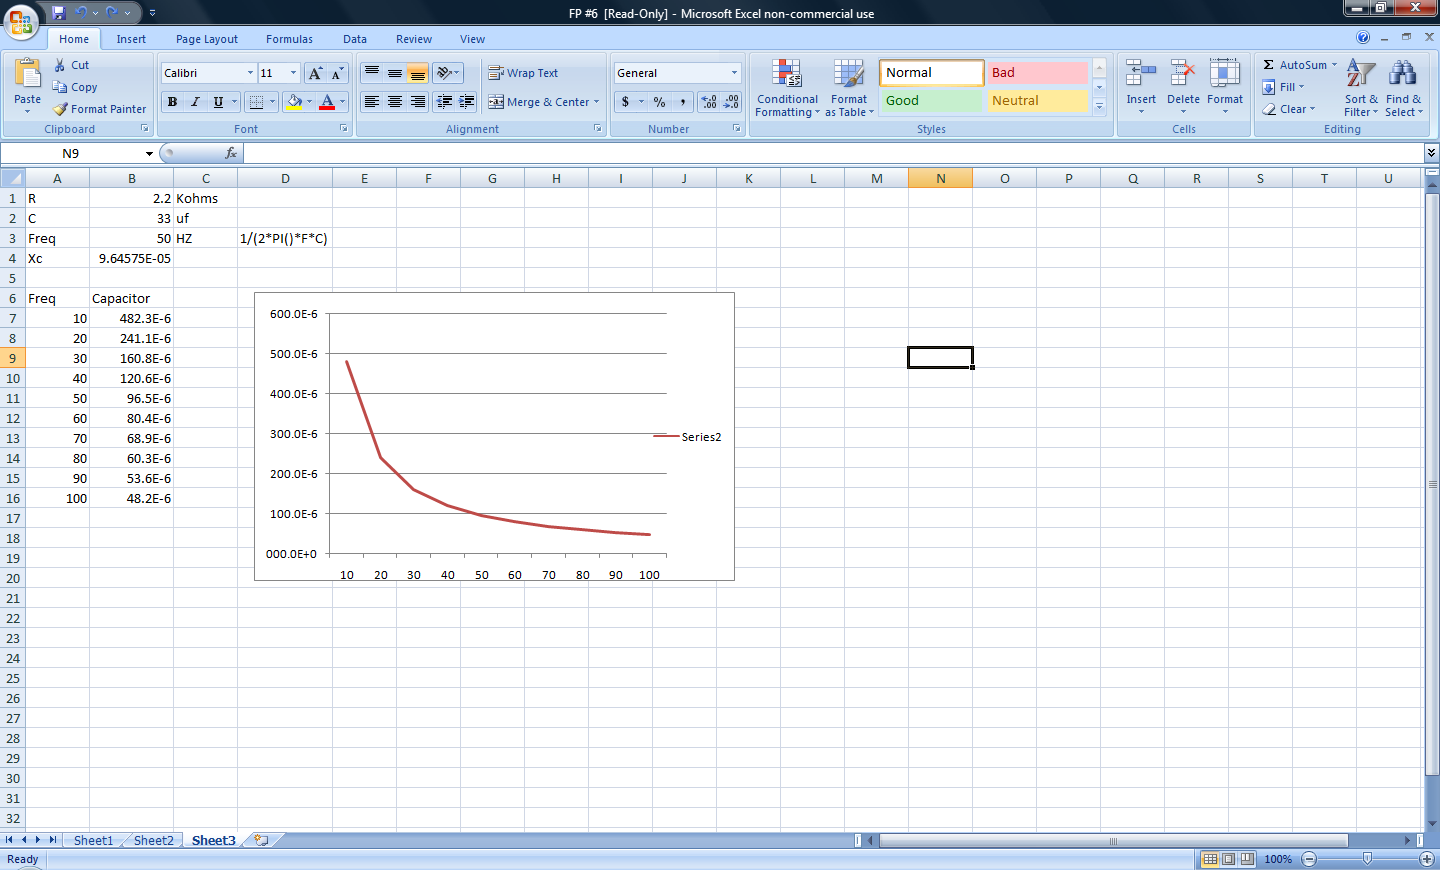 FP #6 [Read-Only] - Microsoft Excel non-commercial use
Home Insert Page Layout Formulas Data Review View
Paste Cut Copy Format Painter
Calibri 11 A A B I U A
Wrap Text Merge & Center
General $ % , .00 .00
Conditional Formatting Format as Table
Normal Bad
Good Neutral
Insert Delete Format
Σ AutoSum Fill Clear Sort & Filter Find & Select
Clipboard Font Alignment Number Styles Cells Editing
N9 fx
A B C D E F G H I J K L M N O P Q R S T U
1 R 2.2 Kohms
2 C 33 uf
3 Freq 50 HZ 1/(2*PI()*F*C)
4 Xc 9.64575E-05
5
6 Freq Capacitor
7 10 482.3E-6
8 20 241.1E-6
9 30 160.8E-6
10 40 120.6E-6
11 50 96.5E-6
12 60 80.4E-6
13 70 68.9E-6
14 80 60.3E-6
15 90 53.6E-6
16 100 48.2E-6
17
18
19
20
21
22
23
24
25
26
27
28
29
30
31
32
600.0E-6
500.0E-6
400.0E-6
300.0E-6
200.0E-6
100.0E-6
000.0E+0
10 20 30 40 50 60 70 80 90 100
Series2
Sheet1 Sheet2 Sheet3
Ready 100%